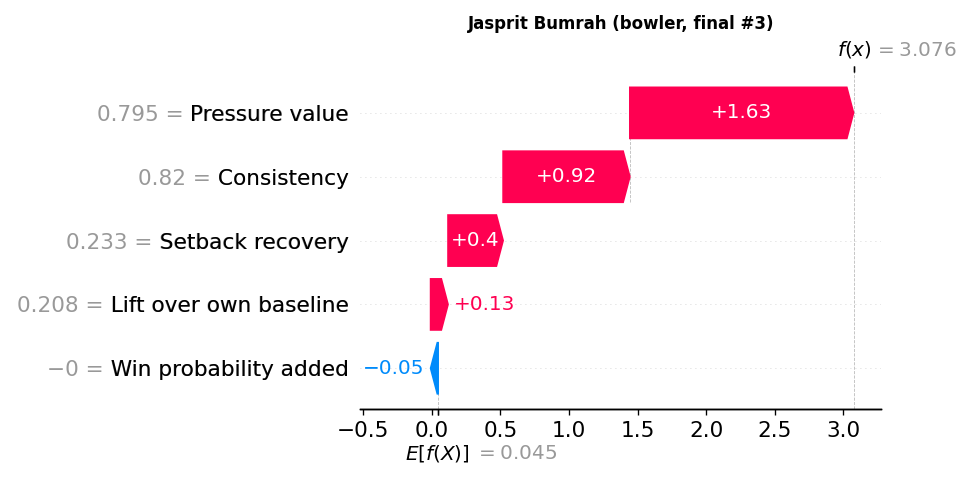 Jasprit Bumrah (bowler, final #3)
f(x) = 3.076
0.795 = Pressure value
+1.63
0.82 = Consistency
+0.92
0.233 = Setback recovery
+0.4
0.208 = Lift over own baseline
+0.13
−0 = Win probability added
−0.05
−0.5 0.0 0.5 1.0 1.5 2.0 2.5 3.0
E[f(X)] = 0.045